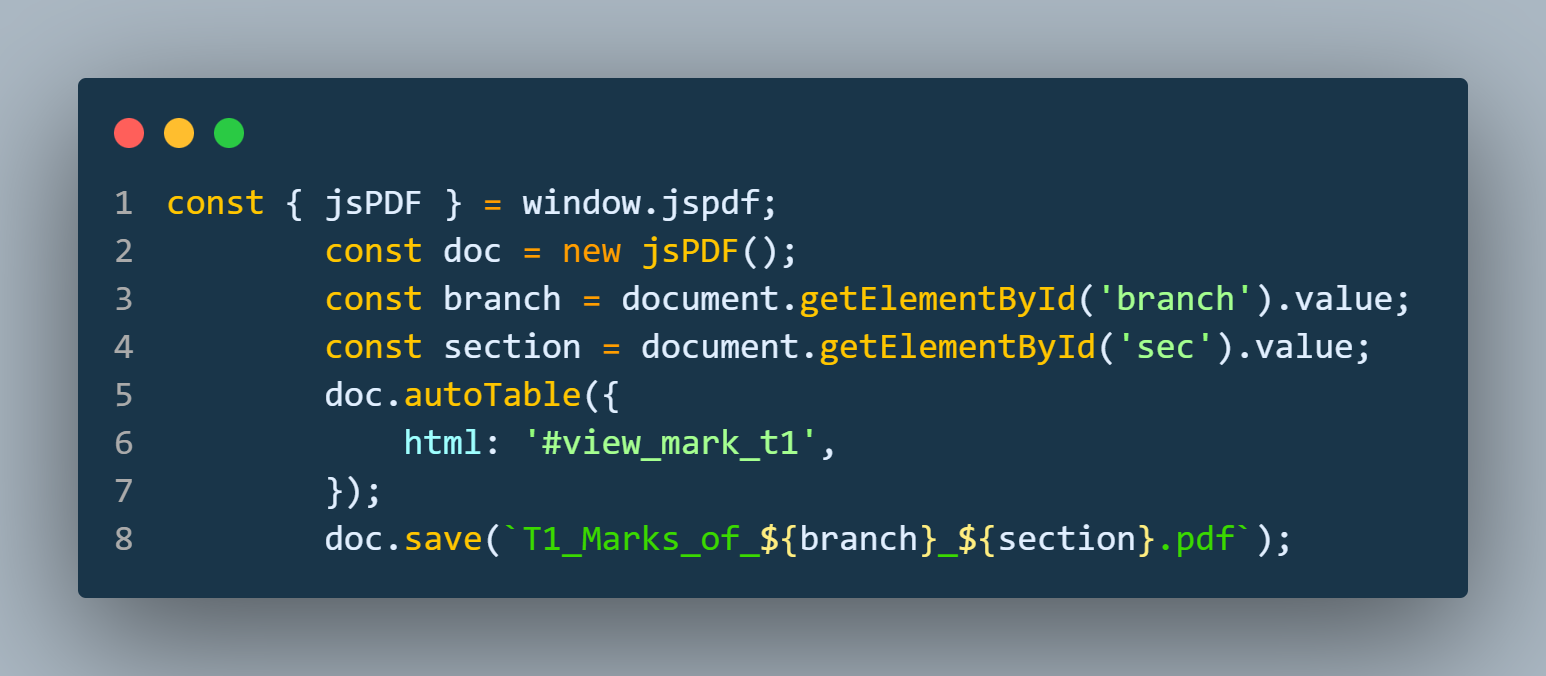 1 const { jsPDF } = window.jspdf;
2         const doc = new jsPDF();
3         const branch = document.getElementById('branch').value;
4         const section = document.getElementById('sec').value;
5         doc.autoTable({
6             html: '#view_mark_t1',
7         });
8         doc.save(`T1_Marks_of_${branch}_${section}.pdf`);